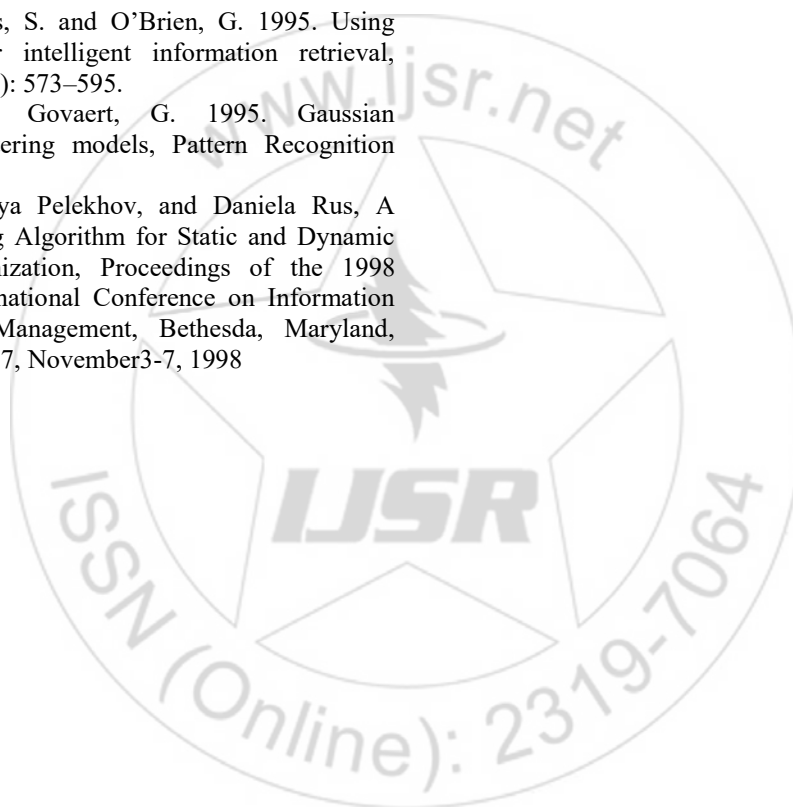 s, S. and O’Brien, G. 1995. Using
r intelligent information retrieval,
): 573–595.
Govaert, G. 1995. Gaussian
ering models, Pattern Recognition
ya Pelekhov, and Daniela Rus, A
g Algorithm for Static and Dynamic
ization, Proceedings of the 1998
national Conference on Information
Management, Bethesda, Maryland,
7, November3-7, 1998
www.ijsr.net
IJSR
ISSN (Online): 2319-7064